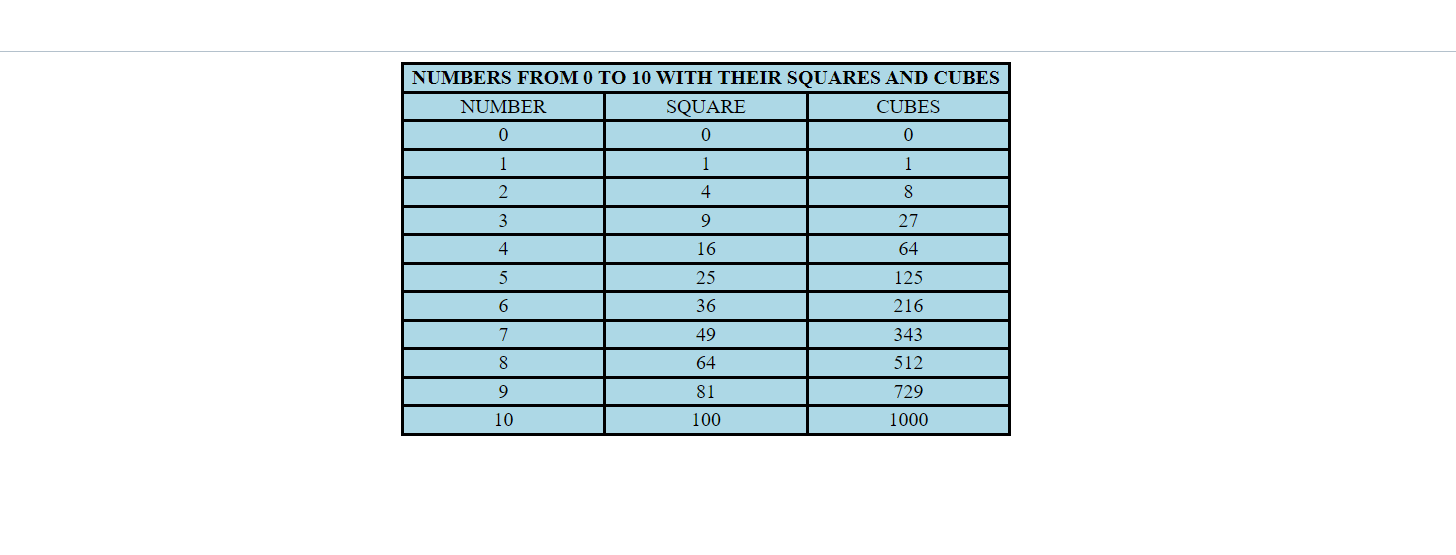 NUMBERS FROM 0 TO 10 WITH THEIR SQUARES AND CUBES
NUMBER SQUARE CUBES
0 0 0
1 1 1
2 4 8
3 9 27
4 16 64
5 25 125
6 36 216
7 49 343
8 64 512
9 81 729
10 100 1000